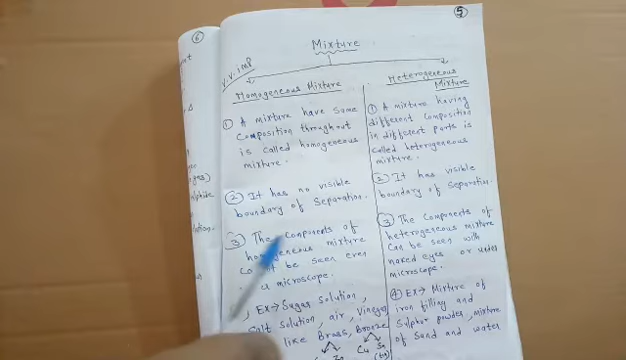 6
5
Mixture
v.v.imp
Homogeneous Mixture
① A mixture have same
composition throughout
is called homogeneous
mixture.
② It has no visible
boundary of separation.
③ The components of
homogeneous mixture
be seen even
microscope.
Ex→ Sugar solution,
Salt solution, air, vinegar
like Brass, Bronze
Cu Sn
Heterogeneous
Mixture
① A mixture having
different composition
in different parts is
called heterogeneous
mixture.
② It has visible
boundary of separation.
③ The components of
heterogeneous mixture
can be seen with
naked eyes or under
microscope.
④ Ex→ Mixture of
iron filling and
Sulphur powder, mixture
of Sand and water